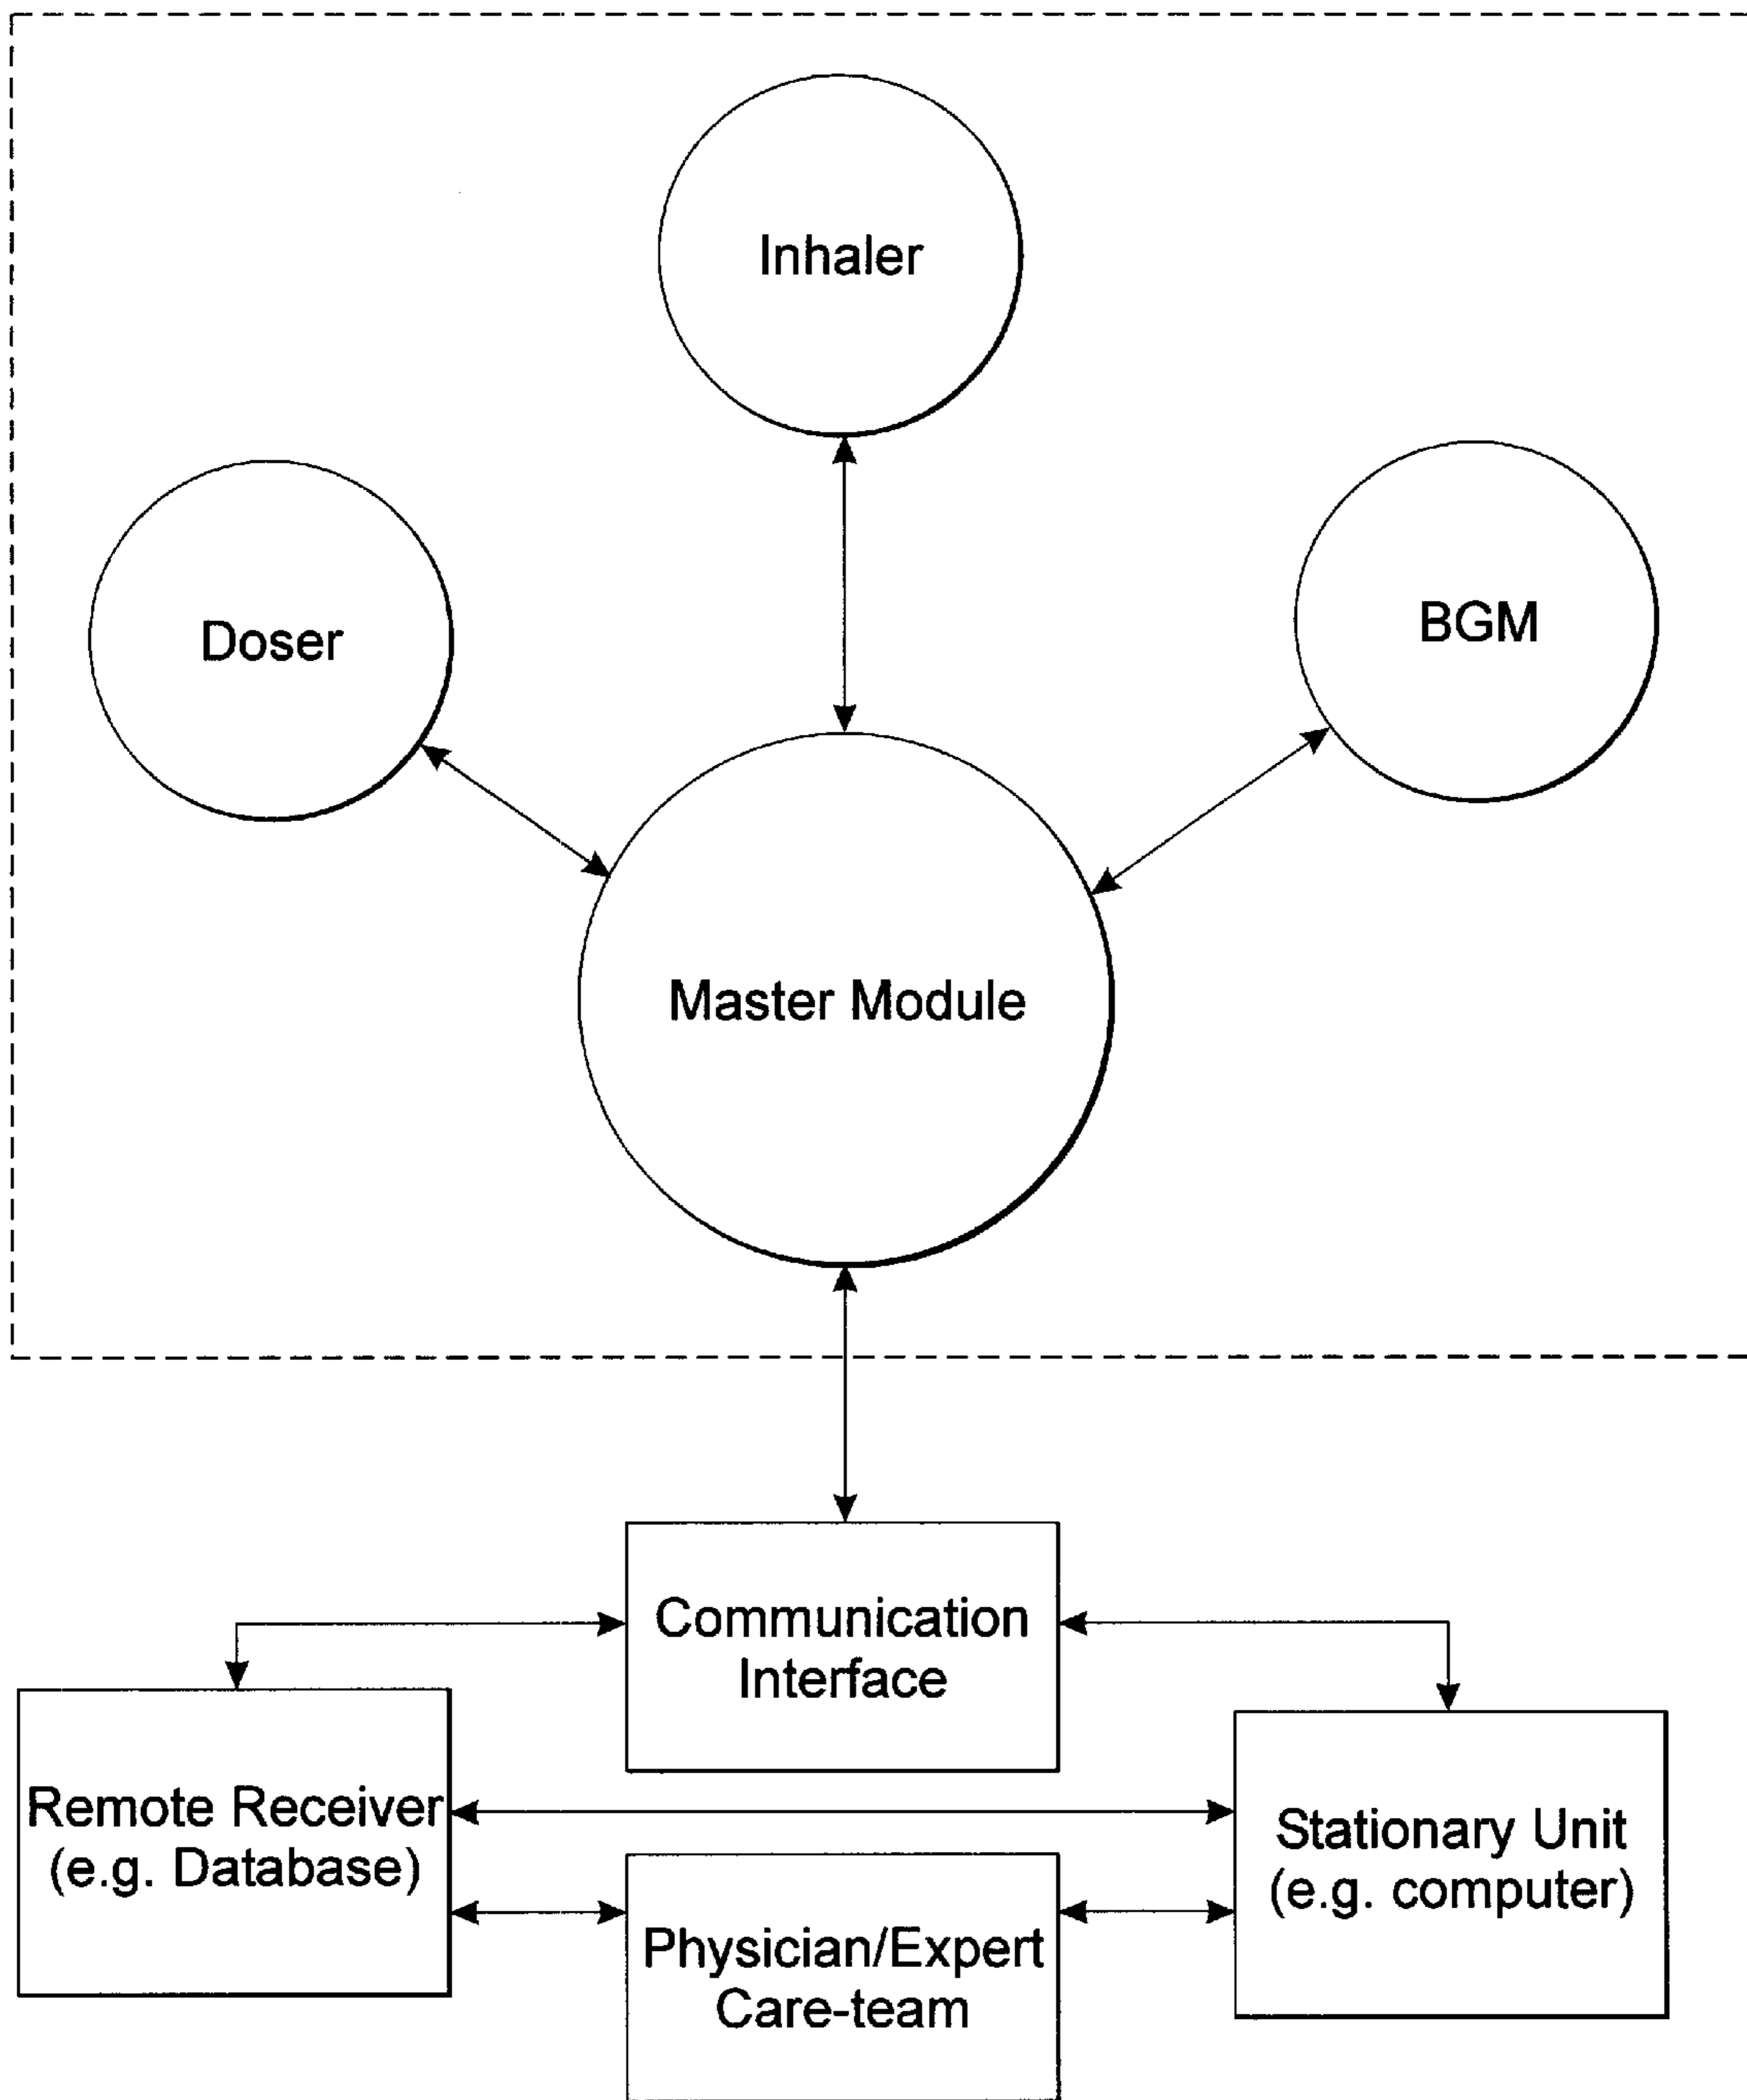 Inhaler
Doser
BGM
Master Module
Communication
Interface
Remote Receiver
(e.g. Database)
Stationary Unit
(e.g. computer)
Physician/Expert
Care-team